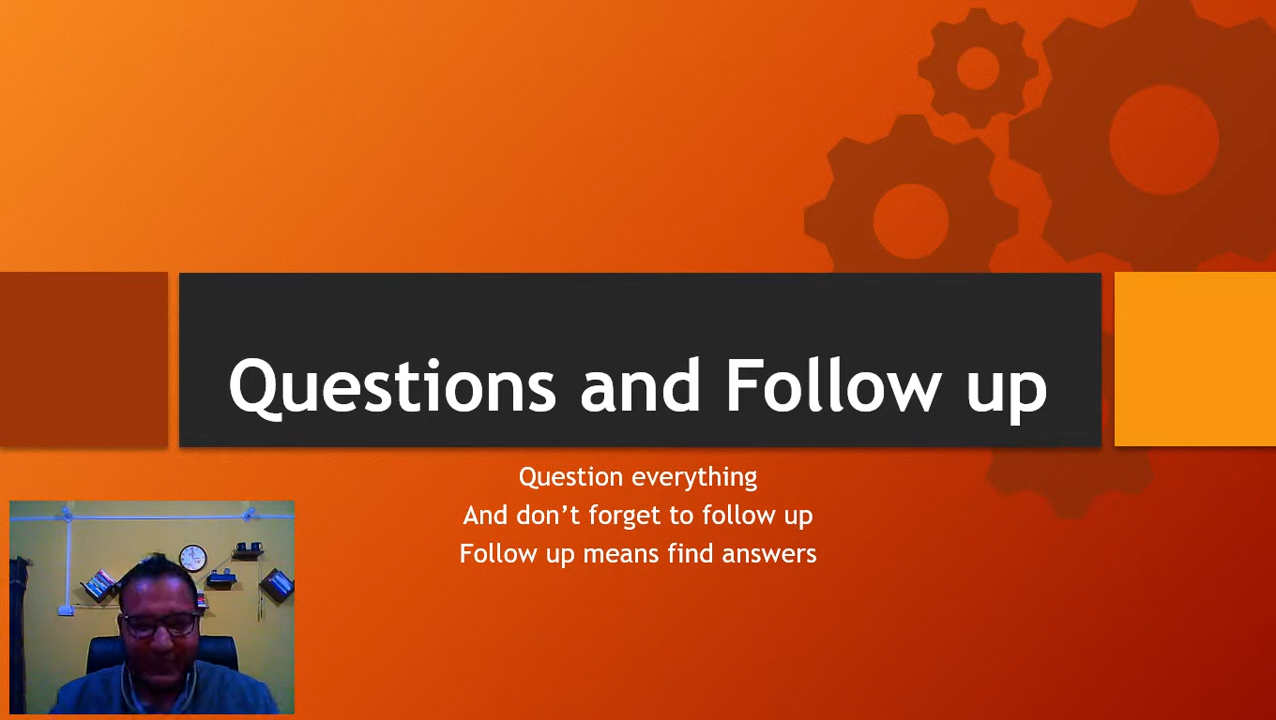 Questions and Follow up
Question everything
And don’t forget to follow up
Follow up means find answers